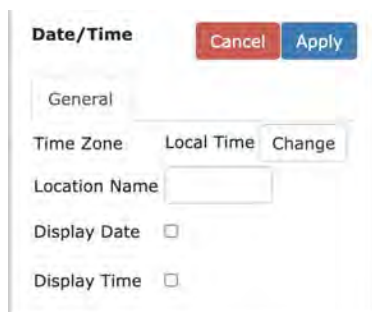 Date/Time Cancel Apply
General
Time Zone Local Time Change
Location Name
Display Date
Display Time